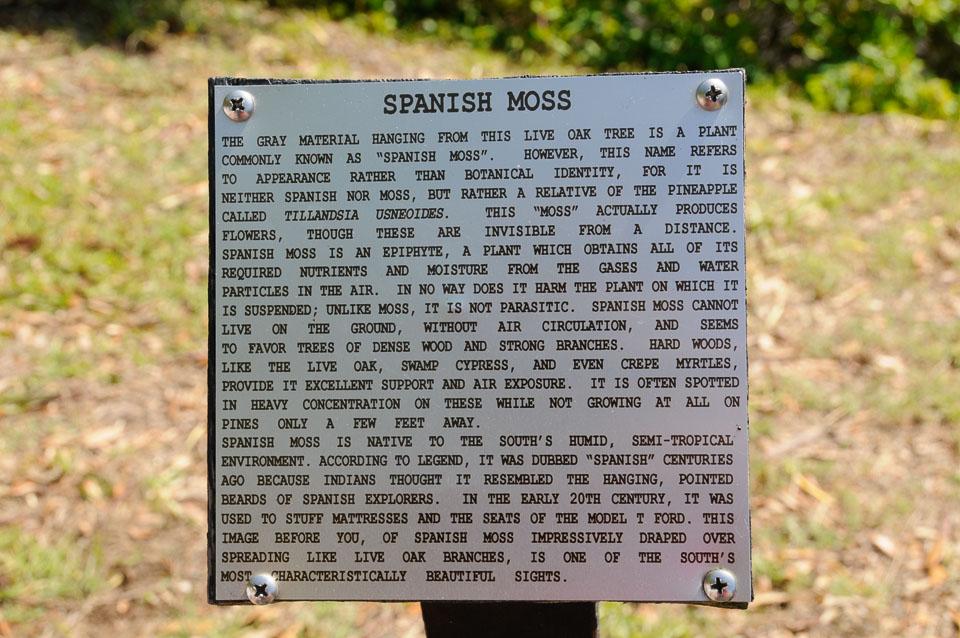 SPANISH MOSS
THE GRAY MATERIAL HANGING FROM THIS LIVE OAK TREE IS A PLANT
COMMONLY KNOWN AS "SPANISH MOSS". HOWEVER, THIS NAME REFERS
TO APPEARANCE RATHER THAN BOTANICAL IDENTITY, FOR IT IS
NEITHER SPANISH NOR MOSS, BUT RATHER A RELATIVE OF THE PINEAPPLE
CALLED TILLANDSIA USNEOIDES. THIS "MOSS" ACTUALLY PRODUCES
FLOWERS, THOUGH THESE ARE INVISIBLE FROM A DISTANCE.
SPANISH MOSS IS AN EPIPHYTE, A PLANT WHICH OBTAINS ALL OF ITS
REQUIRED NUTRIENTS AND MOISTURE FROM THE GASES AND WATER
PARTICLES IN THE AIR. IN NO WAY DOES IT HARM THE PLANT ON WHICH IT
IS SUSPENDED; UNLIKE MOSS, IT IS NOT PARASITIC. SPANISH MOSS CANNOT
LIVE ON THE GROUND, WITHOUT AIR CIRCULATION, AND SEEMS
TO FAVOR TREES OF DENSE WOOD AND STRONG BRANCHES. HARD WOODS,
LIKE THE LIVE OAK, SWAMP CYPRESS, AND EVEN CREPE MYRTLES,
PROVIDE IT EXCELLENT SUPPORT AND AIR EXPOSURE. IT IS OFTEN SPOTTED
IN HEAVY CONCENTRATION ON THESE WHILE NOT GROWING AT ALL ON
PINES ONLY A FEW FEET AWAY.
SPANISH MOSS IS NATIVE TO THE SOUTH'S HUMID, SEMI-TROPICAL
ENVIRONMENT. ACCORDING TO LEGEND, IT WAS DUBBED "SPANISH" CENTURIES
AGO BECAUSE INDIANS THOUGHT IT RESEMBLED THE HANGING, POINTED
BEARDS OF SPANISH EXPLORERS. IN THE EARLY 20TH CENTURY, IT WAS
USED TO STUFF MATTRESSES AND THE SEATS OF THE MODEL T FORD. THIS
IMAGE BEFORE YOU, OF SPANISH MOSS IMPRESSIVELY DRAPED OVER
SPREADING LIKE LIVE OAK BRANCHES, IS ONE OF THE SOUTH'S
MOST CHARACTERISTICALLY BEAUTIFUL SIGHTS.